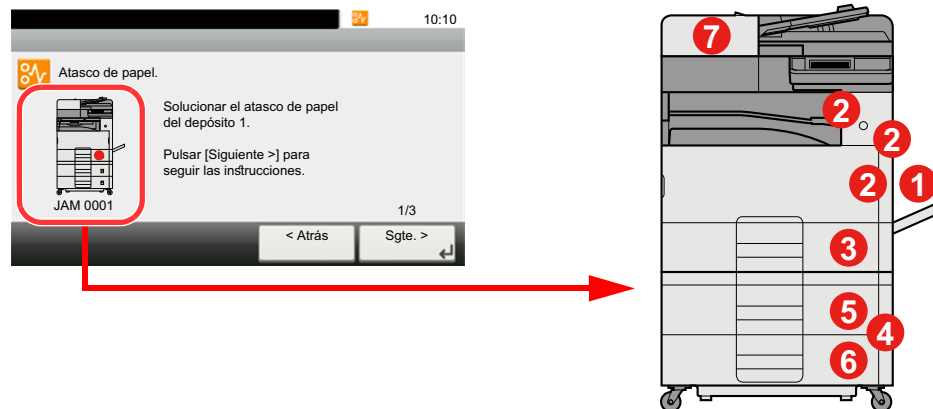 10:10
Atasco de papel.
Solucionar el atasco de papel
del depósito 1.
Pulsar [Siguiente >] para
seguir las instrucciones.
JAM 0001
1/3
< Atrás
Sgte. >
7
2
2
2
1
3
5
4
6